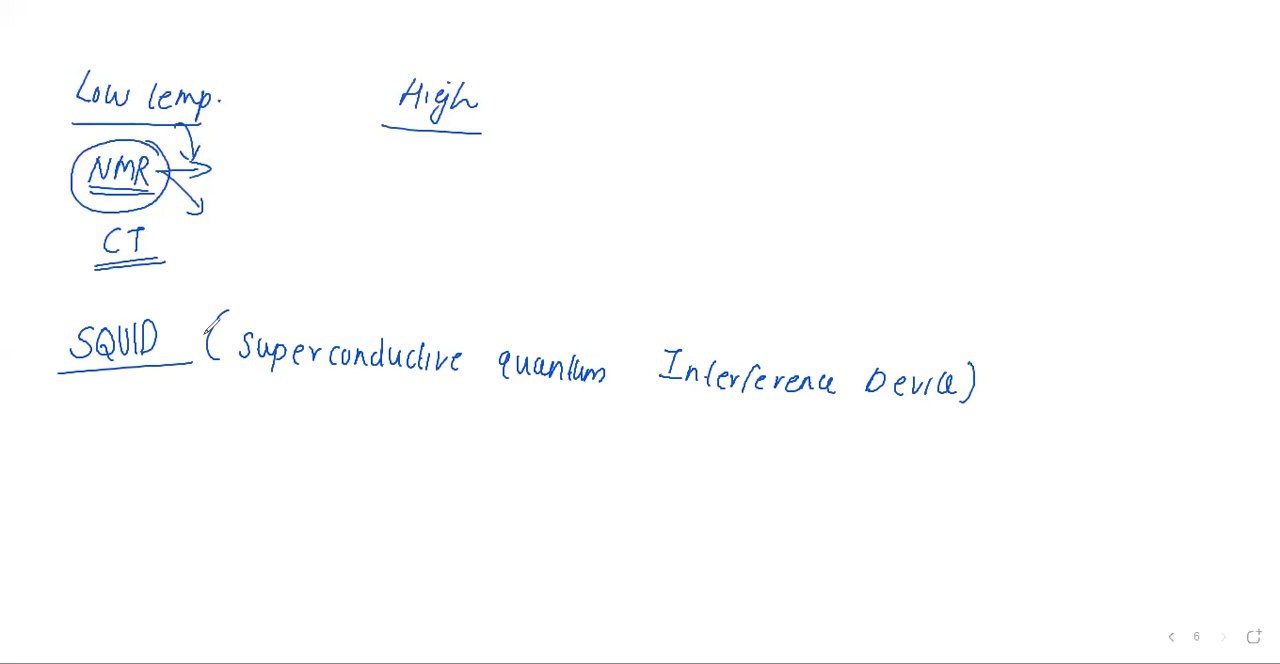 Low temp. High
NMR
CT
SQUID (superconductive quantum Interference Device)
6